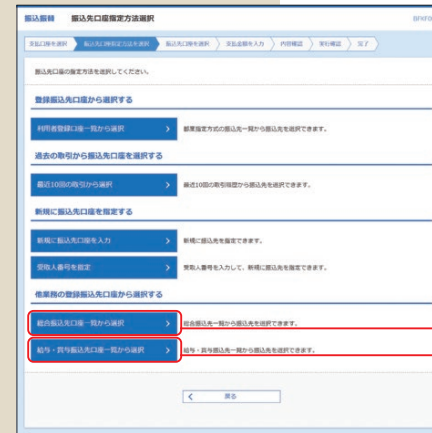 振込振替 振込先口座指定方法選択
支払口座を選択 振込先口座指定方法を選択 振込先口座を選択 支払金額を入力 内容確認 実行確認 完了
振込先口座の指定方法を選択してください。
登録振込先口座から選択する
利用者登録口座一覧から選択
都度指定方式の振込先一覧から振込先を選択できます。
過去の取引から振込先口座を選択する
最近10回の取引から選択
最近10回の取引履歴から振込先を選択できます。
新規に振込先口座を指定する
新規に振込先口座を入力
新規に振込先を指定できます。
受取人番号を指定
受取人番号を入力して、新規に振込先を指定できます。
他業務の登録振込先口座から選択する
総合振込先口座一覧から選択
総合振込先一覧から振込先を選択できます。
給与・賞与振込先口座一覧から選択
給与・賞与振込先一覧から振込先を選択できます。
戻る